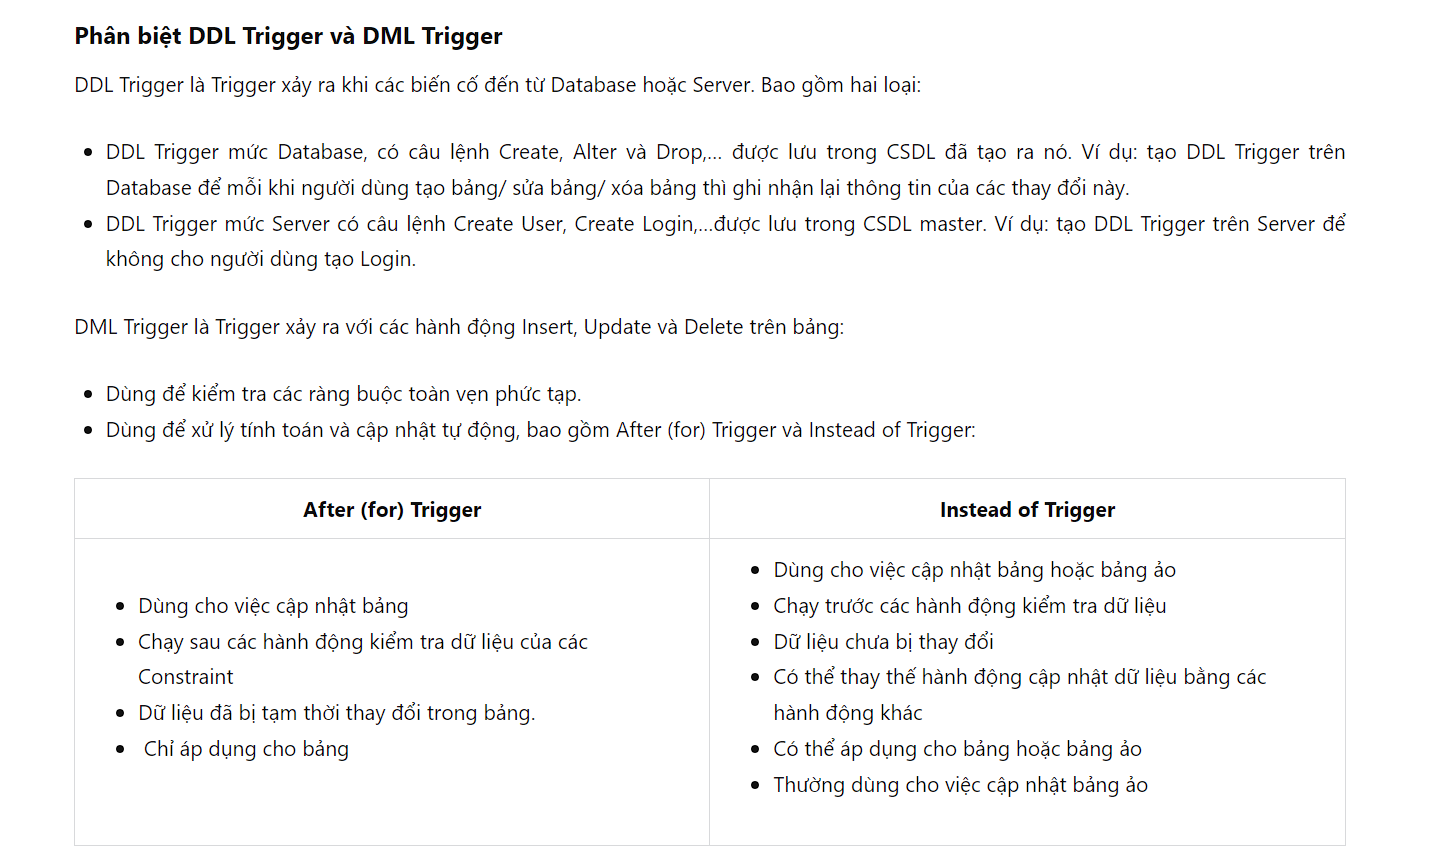 Phân biệt DDL Trigger và DML Trigger
DDL Trigger là Trigger xảy ra khi các biến cố đến từ Database hoặc Server. Bao gồm hai loại:
DDL Trigger mức Database, có câu lệnh Create, Alter và Drop,... được lưu trong CSDL đã tạo ra nó. Ví dụ: tạo DDL Trigger trên
Database để mỗi khi người dùng tạo bảng/ sửa bảng/ xóa bảng thì ghi nhận lại thông tin của các thay đổi này.
DDL Trigger mức Server có câu lệnh Create User, Create Login,...được lưu trong CSDL master. Ví dụ: tạo DDL Trigger trên Server để
không cho người dùng tạo Login.
DML Trigger là Trigger xảy ra với các hành động Insert, Update và Delete trên bảng:
Dùng để kiểm tra các ràng buộc toàn vẹn phức tạp.
Dùng để xử lý tính toán và cập nhật tự động, bao gồm After (for) Trigger và Instead of Trigger:
After (for) Trigger
Dùng cho việc cập nhật bảng
Chạy sau các hành động kiểm tra dữ liệu của các
Constraint
Dữ liệu đã bị tạm thời thay đổi trong bảng.
Chỉ áp dụng cho bảng
Instead of Trigger
Dùng cho việc cập nhật bảng hoặc bảng ảo
Chạy trước các hành động kiểm tra dữ liệu
Dữ liệu chưa bị thay đổi
Có thể thay thế hành động cập nhật dữ liệu bằng các
hành động khác
Có thể áp dụng cho bảng hoặc bảng ảo
Thường dùng cho việc cập nhật bảng ảo